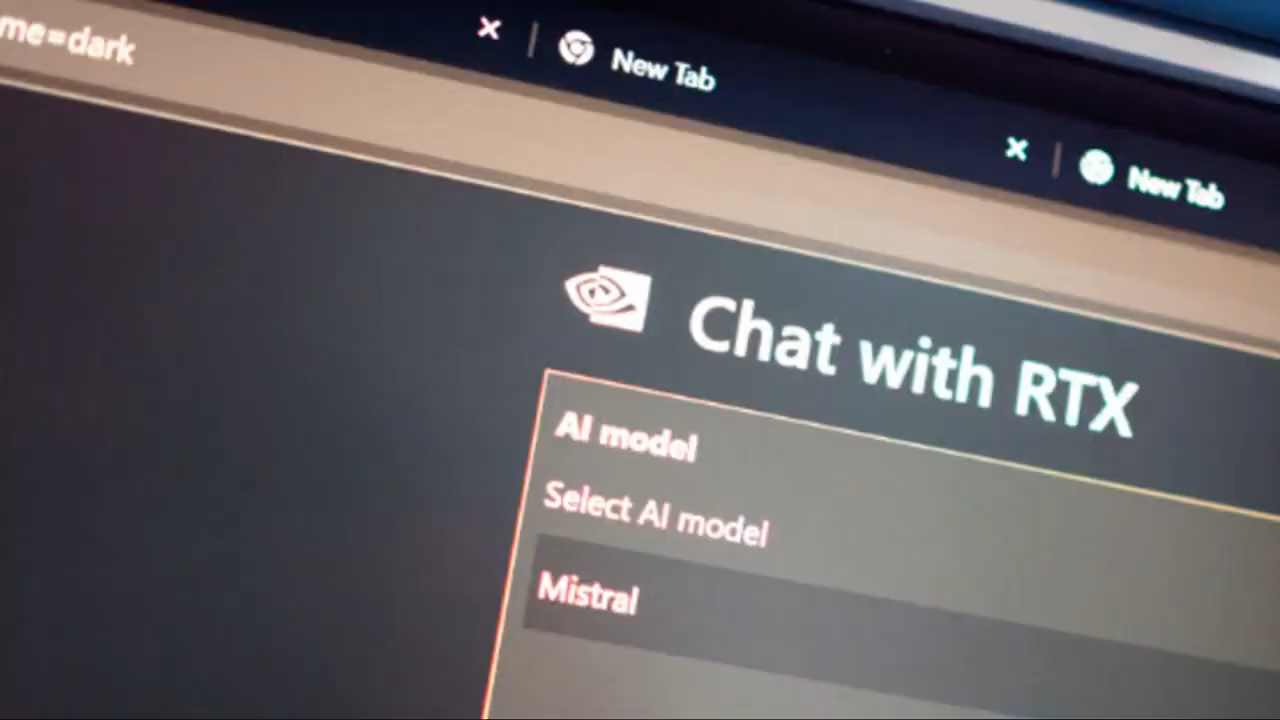 me=dark
New Tab
New Tab
Chat with RTX
AI model
Select AI model
Mistral